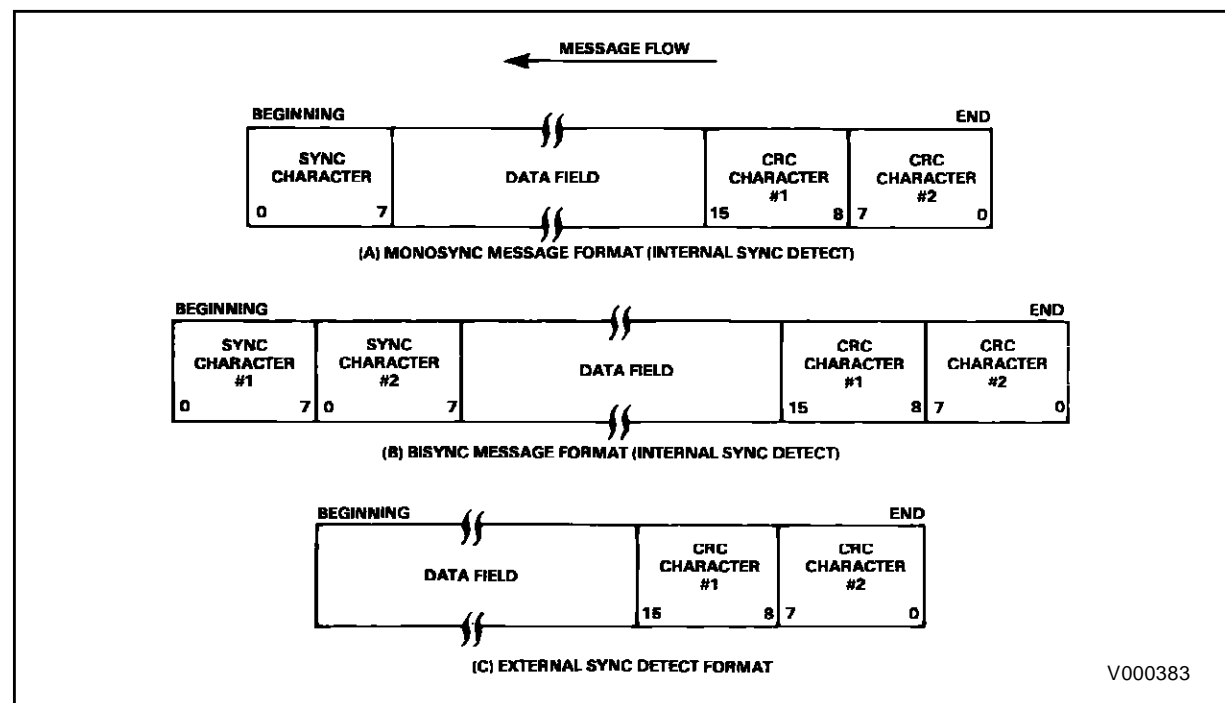 MESSAGE FLOW
BEGINNING END
SYNC CHARACTER DATA FIELD CRC CHARACTER #1 CRC CHARACTER #2
0 7 15 8 7 0
(A) MONOSYNC MESSAGE FORMAT (INTERNAL SYNC DETECT)
BEGINNING END
SYNC CHARACTER #1 SYNC CHARACTER #2 DATA FIELD CRC CHARACTER #1 CRC CHARACTER #2
0 7 0 7 15 8 7 0
(B) BISYNC MESSAGE FORMAT (INTERNAL SYNC DETECT)
BEGINNING END
DATA FIELD CRC CHARACTER #1 CRC CHARACTER #2
15 8 7 0
(C) EXTERNAL SYNC DETECT FORMAT
V000383